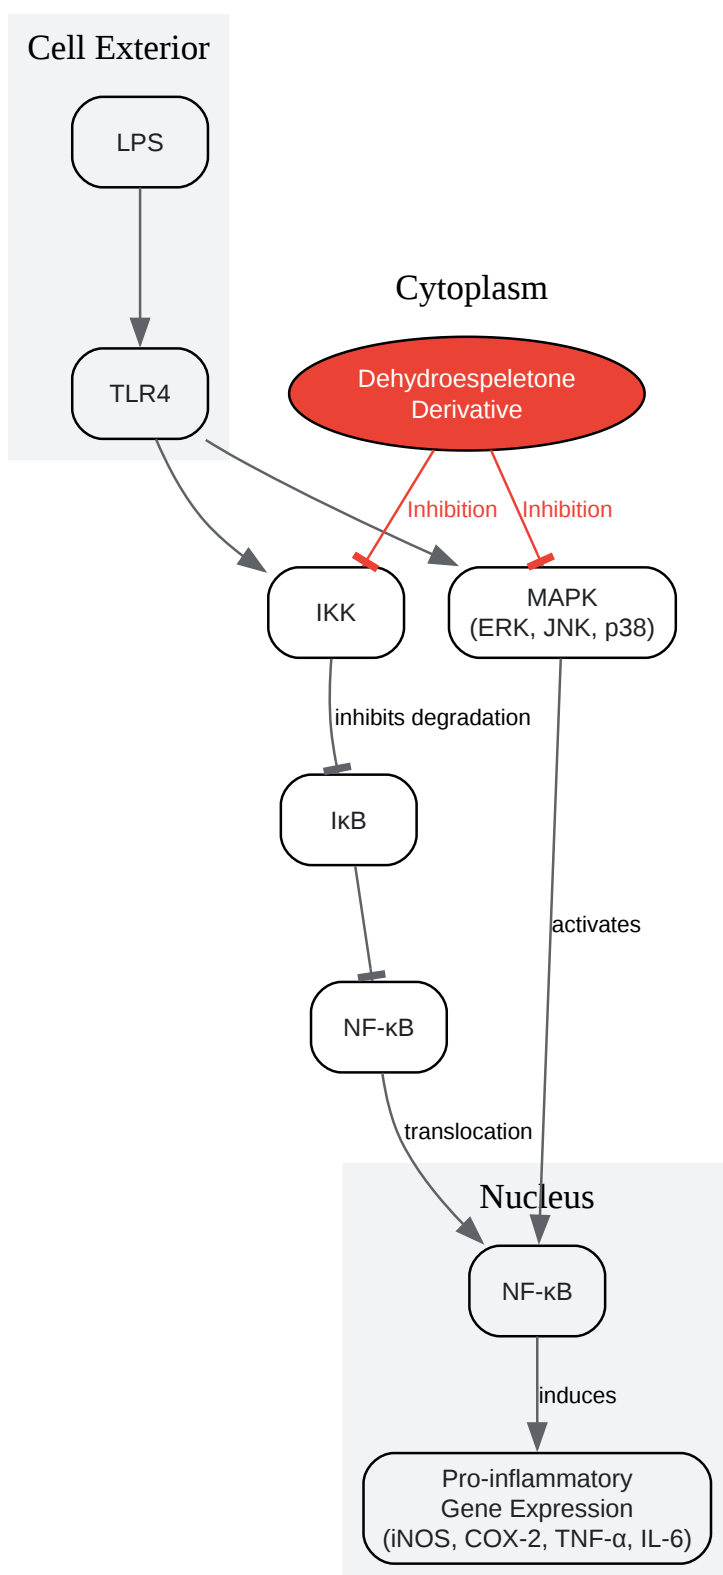 Cell Exterior
LPS
TLR4
Cytoplasm
Dehydroespeletone
Derivative
Inhibition
Inhibition
IKK
MAPK
(ERK, JNK, p38)
inhibits degradation
IκB
activates
NF-κB
translocation
Nucleus
NF-κB
induces
Pro-inflammatory
Gene Expression
(iNOS, COX-2, TNF-α, IL-6)